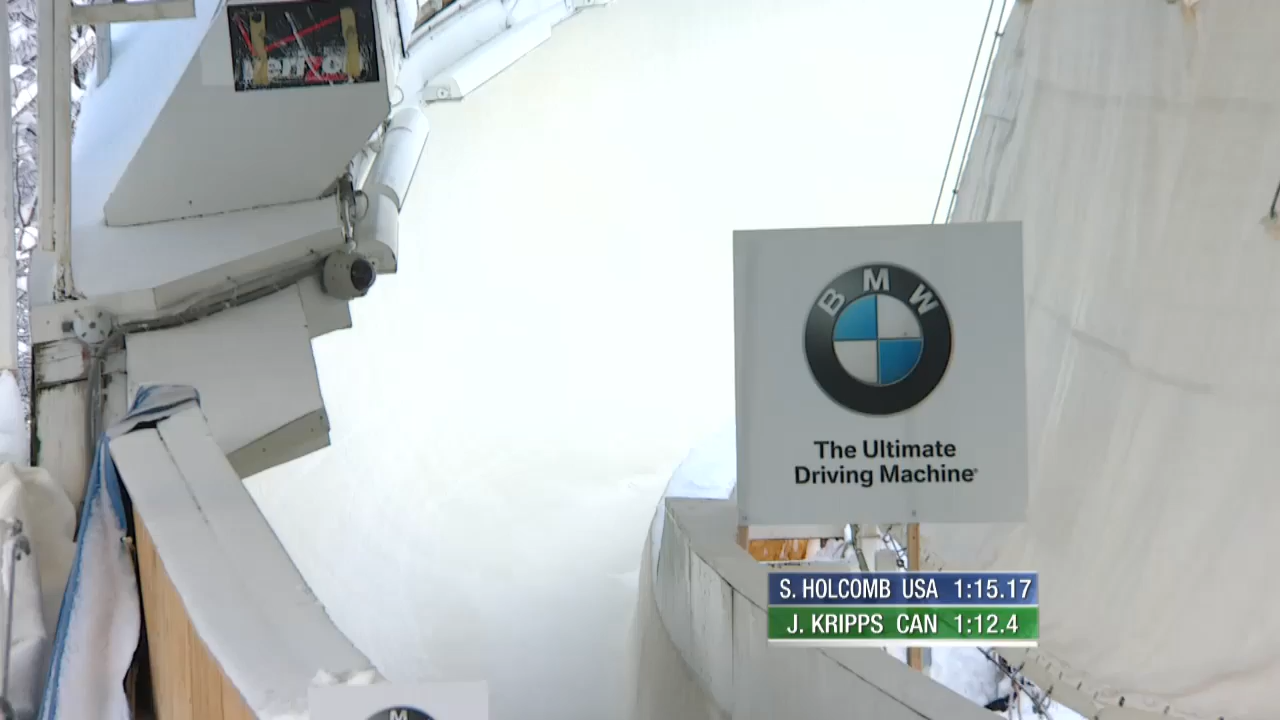 BMW
The Ultimate
Driving Machine®
S. HOLCOMB USA 1:15.17
J. KRIPPS CAN 1:12.4
M